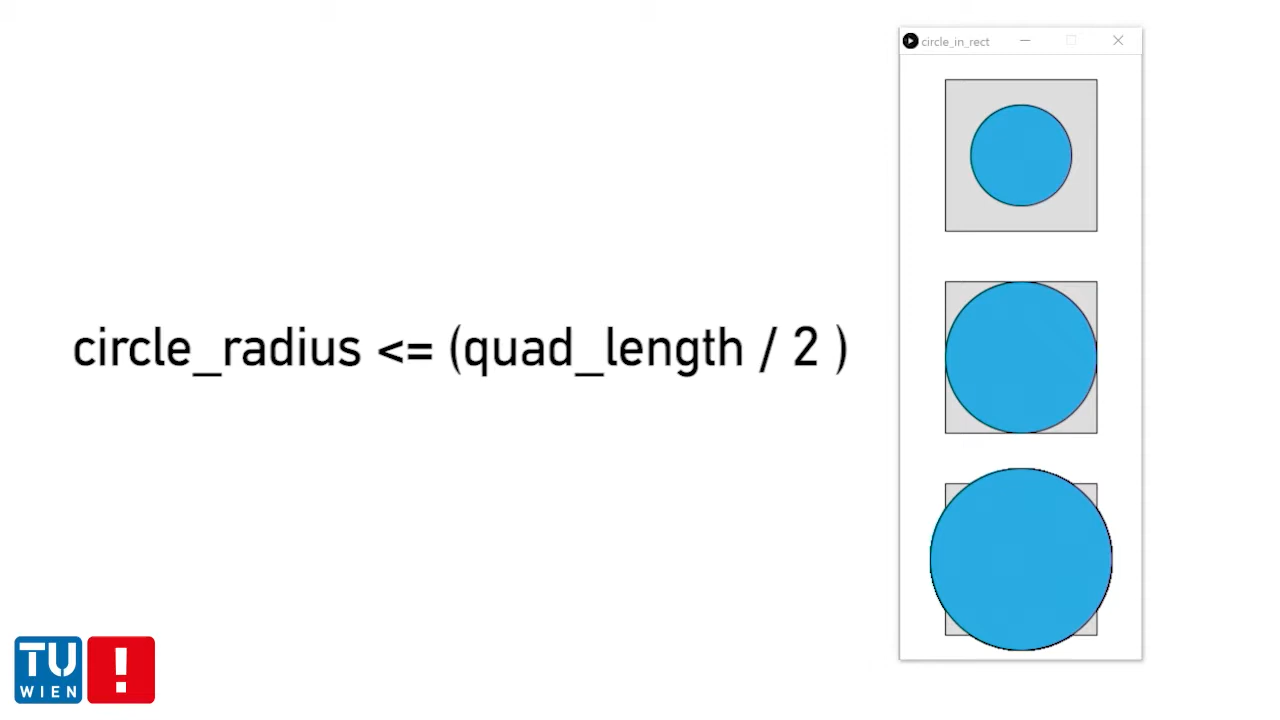 circle_in_rect
circle_radius <= (quad_length / 2 )
TU
WIEN
!